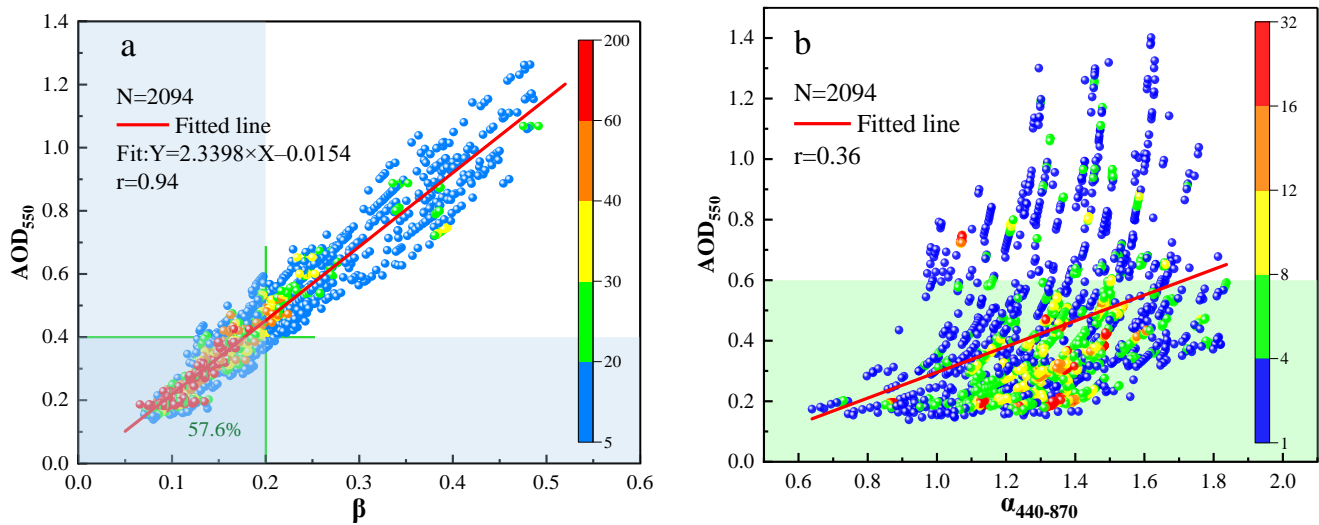 a
N=2094
Fitted line
Fit:Y=2.3398×X−0.0154
r=0.94
57.6%
AOD550
1.4
1.2
1.0
0.8
0.6
0.4
0.2
0.0
0.0 0.1 0.2 0.3 0.4 0.5 0.6
β
200
60
40
30
20
5
b
N=2094
Fitted line
r=0.36
AOD550
1.4
1.2
1.0
0.8
0.6
0.4
0.2
0.0
0.6 0.8 1.0 1.2 1.4 1.6 1.8 2.0
α440-870
32
16
12
8
4
1